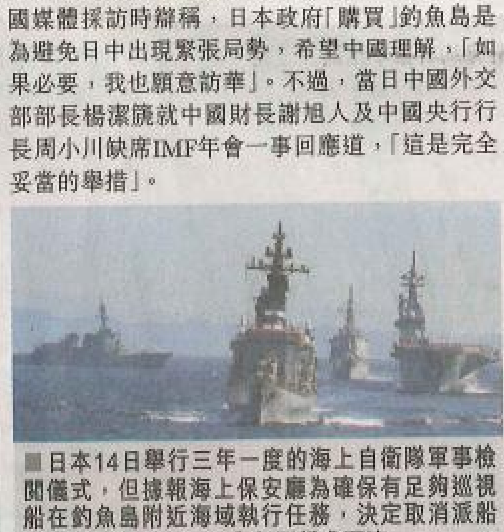 國媒體採訪時辯稱，日本政府「購買」釣魚島是
為避免日中出現緊張局勢，希望中國理解，「如
果必要，我也願意訪華」。不過，當日中國外交
部部長楊潔篪就中國財長謝旭人及中國央行行
長周小川缺席IMF年會一事回應道，「這是完全
妥當的舉措」。
■日本14日舉行三年一度的海上自衛隊軍事檢
閱儀式，但據報海上保安廳為確保有足夠巡視
船在釣魚島附近海域執行任務，決定取消派船